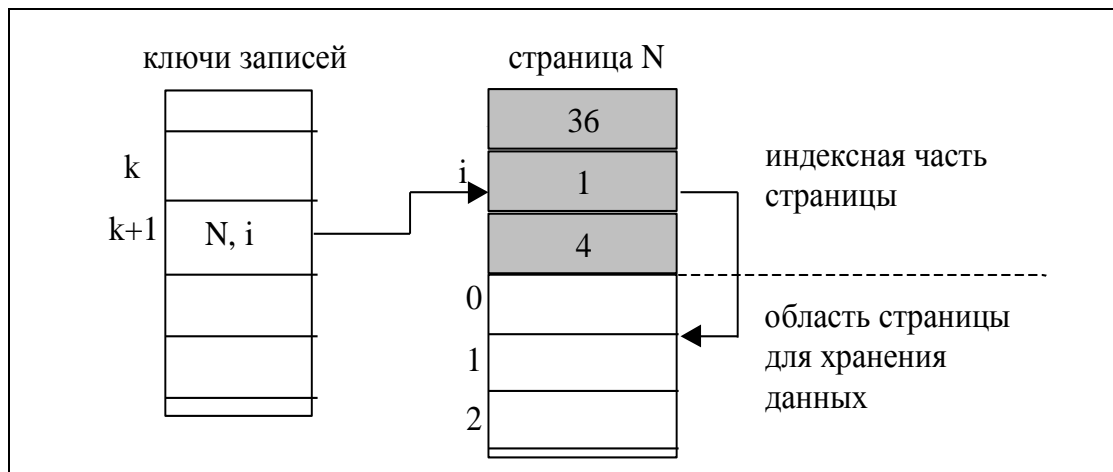 ключи записей
страница N
36
k
i
1
индексная часть
страницы
k+1
N, i
4
0
область страницы
1
для хранения
2
данных